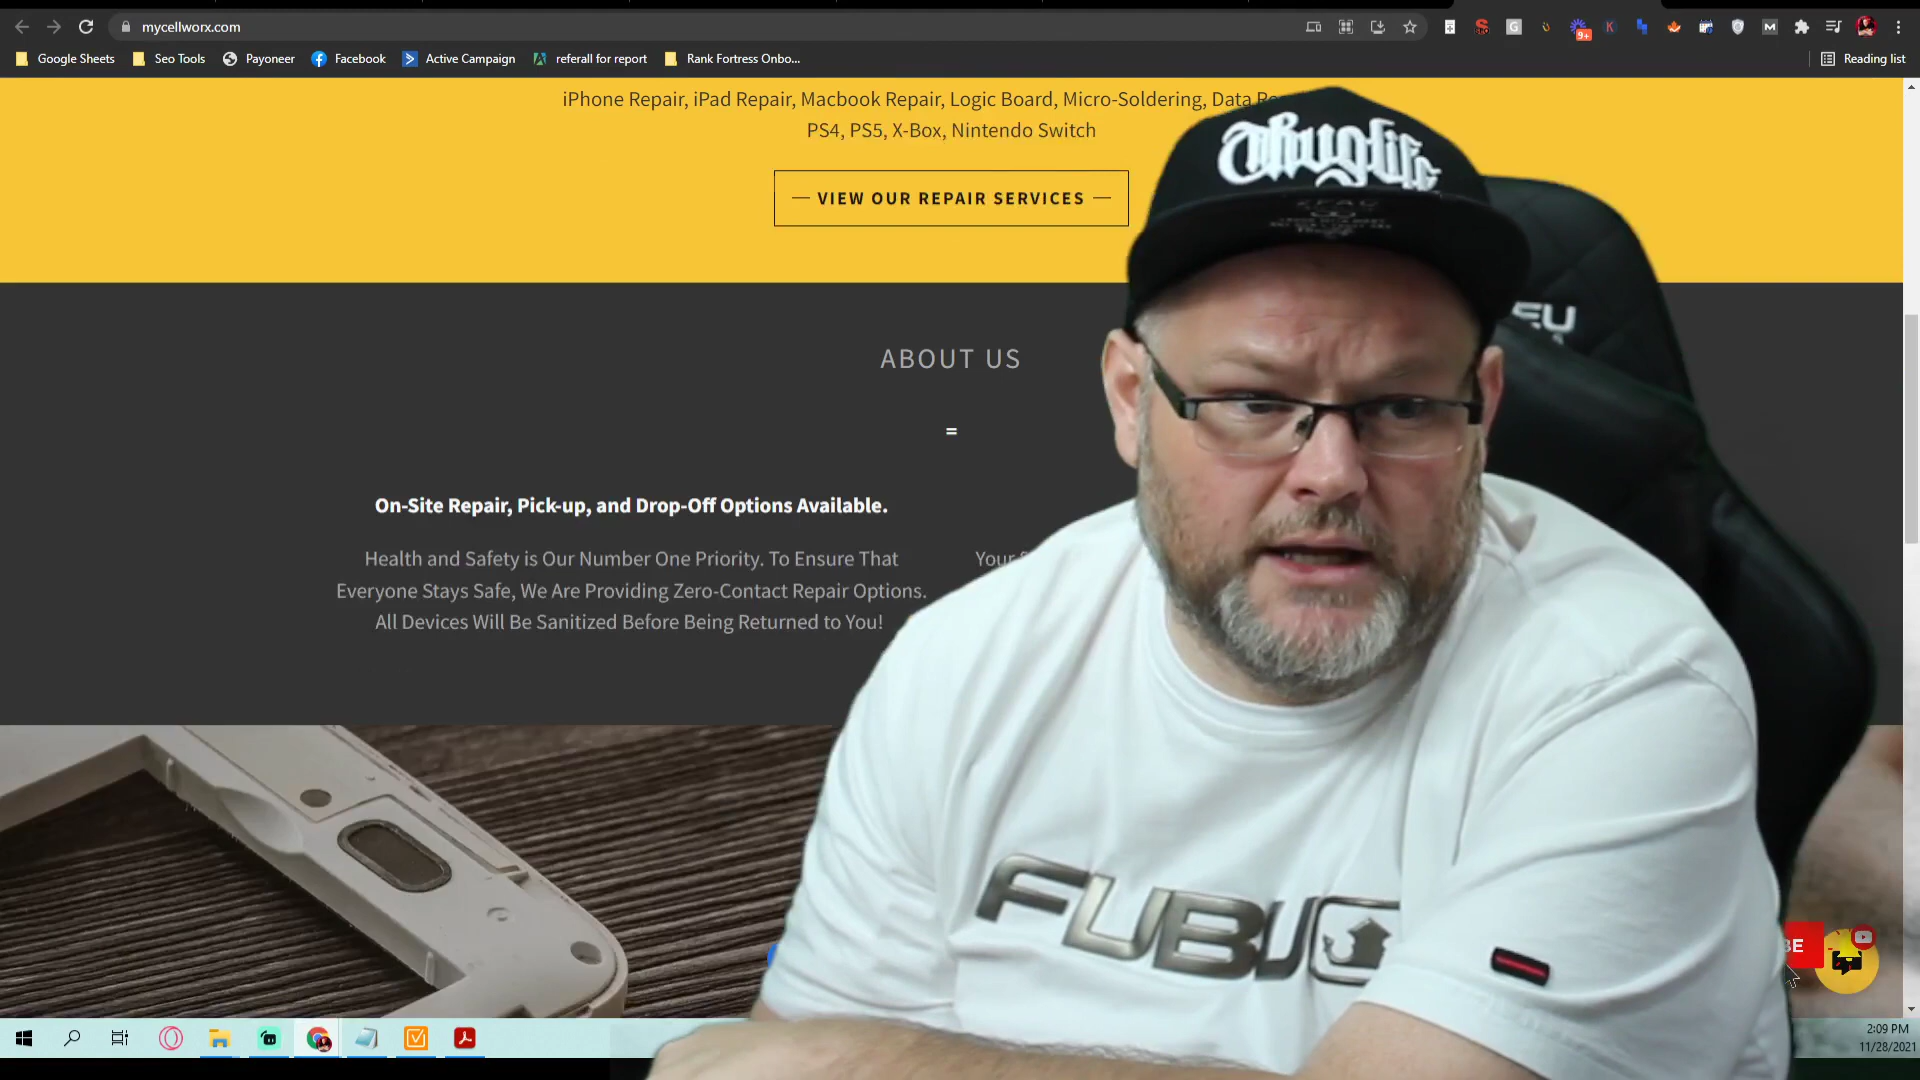 mycellworx.com
9+
Google Sheets
Seo Tools
Payoneer
Facebook
Active Campaign
referall for report
Rank Fortress Onbo...
Reading list
iPhone Repair, iPad Repair, Macbook Repair, Logic Board, Micro-Soldering, Data
PS4, PS5, X-Box, Nintendo Switch
VIEW OUR REPAIR SERVICES
Thuglife
ABOUT US
=
On-Site Repair, Pick-up, and Drop-Off Options Available.
Health and Safety is Our Number One Priority. To Ensure That
Everyone Stays Safe, We Are Providing Zero-Contact Repair Options.
All Devices Will Be Sanitized Before Being Returned to You!
Your
FUBU
BE
2:09 PM
11/28/2021